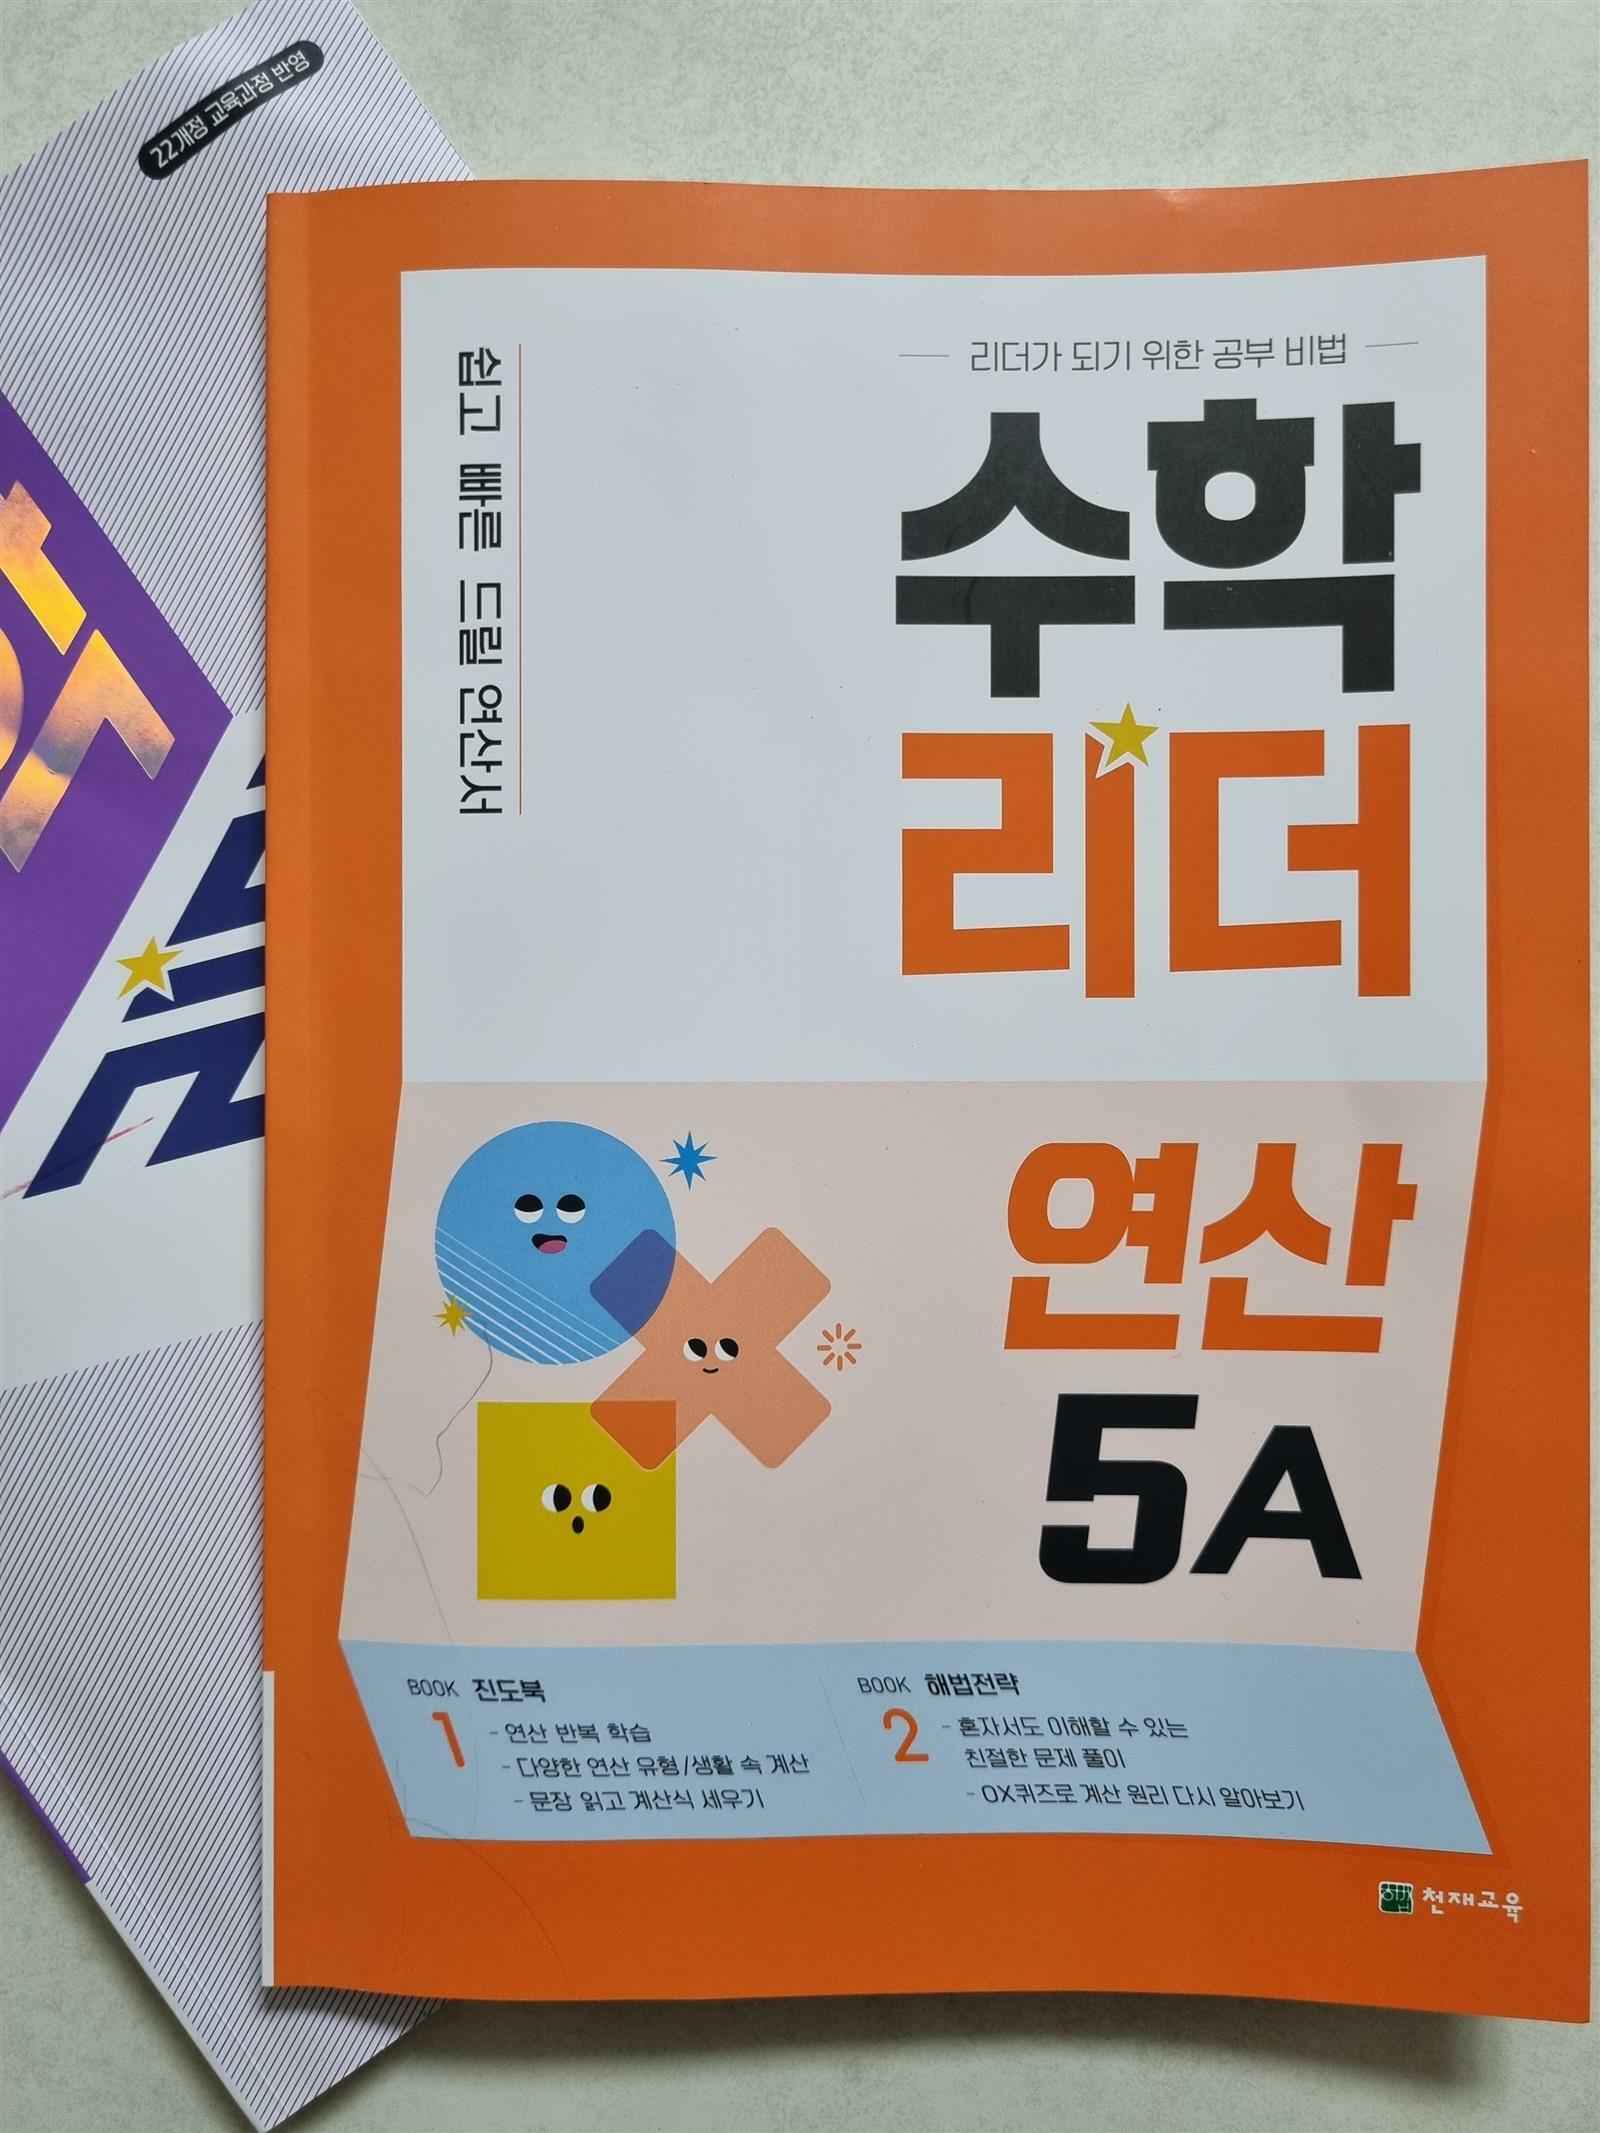 22개정 교육과정 반영
쉽고 빠른 드릴 연산서
리더가 되기 위한 공부 비법
수학
리더
연산
5A
BOOK 1 진도북
- 연산 반복 학습
- 다양한 연산 유형/생활 속 계산
- 문장 읽고 계산식 세우기
BOOK 2 해법전략
- 혼자서도 이해할 수 있는
친절한 문제 풀이
- OX퀴즈로 계산 원리 다시 알아보기
해법 천재교육